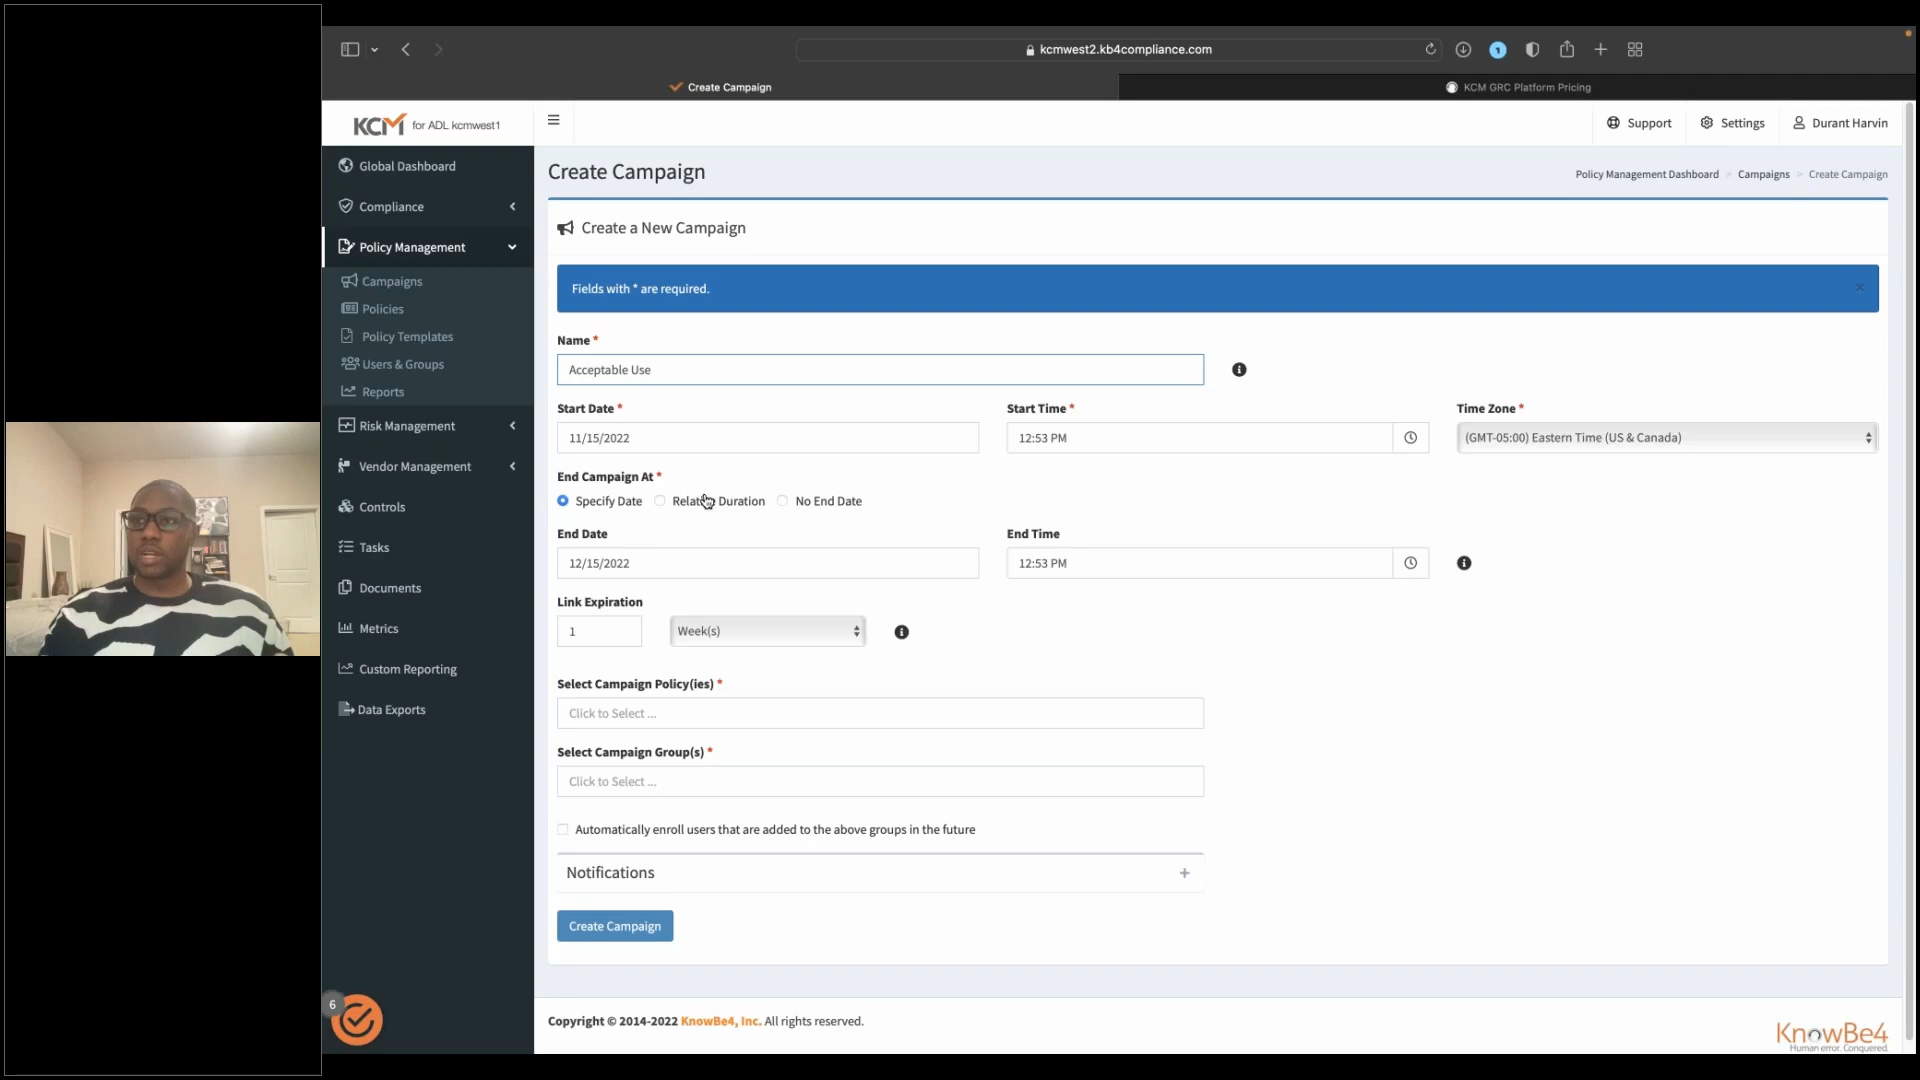 kcmwest2.kb4compliance.com
Create Campaign
KCM GRC Platform Pricing
KCM for ADL kcmwest1
Support
Settings
Durant Harvin
Global Dashboard
Compliance
Policy Management
Campaigns
Policies
Policy Templates
Users & Groups
Reports
Risk Management
Vendor Management
Controls
Tasks
Documents
Metrics
Custom Reporting
Data Exports
6
Create Campaign
Policy Management Dashboard > Campaigns > Create Campaign
Create a New Campaign
Fields with * are required.
×
Name *
Acceptable Use
Start Date *
Start Time *
Time Zone *
11/15/2022
12:53 PM
(GMT-05:00) Eastern Time (US & Canada)
End Campaign At *
Specify Date
Relative Duration
No End Date
End Date
End Time
12/15/2022
12:53 PM
Link Expiration
1
Week(s)
Select Campaign Policy(ies) *
Click to Select ...
Select Campaign Group(s) *
Click to Select ...
Automatically enroll users that are added to the above groups in the future
Notifications
+
Create Campaign
Copyright © 2014-2022 KnowBe4, Inc. All rights reserved.
KnowBe4
Human error. Conquered.